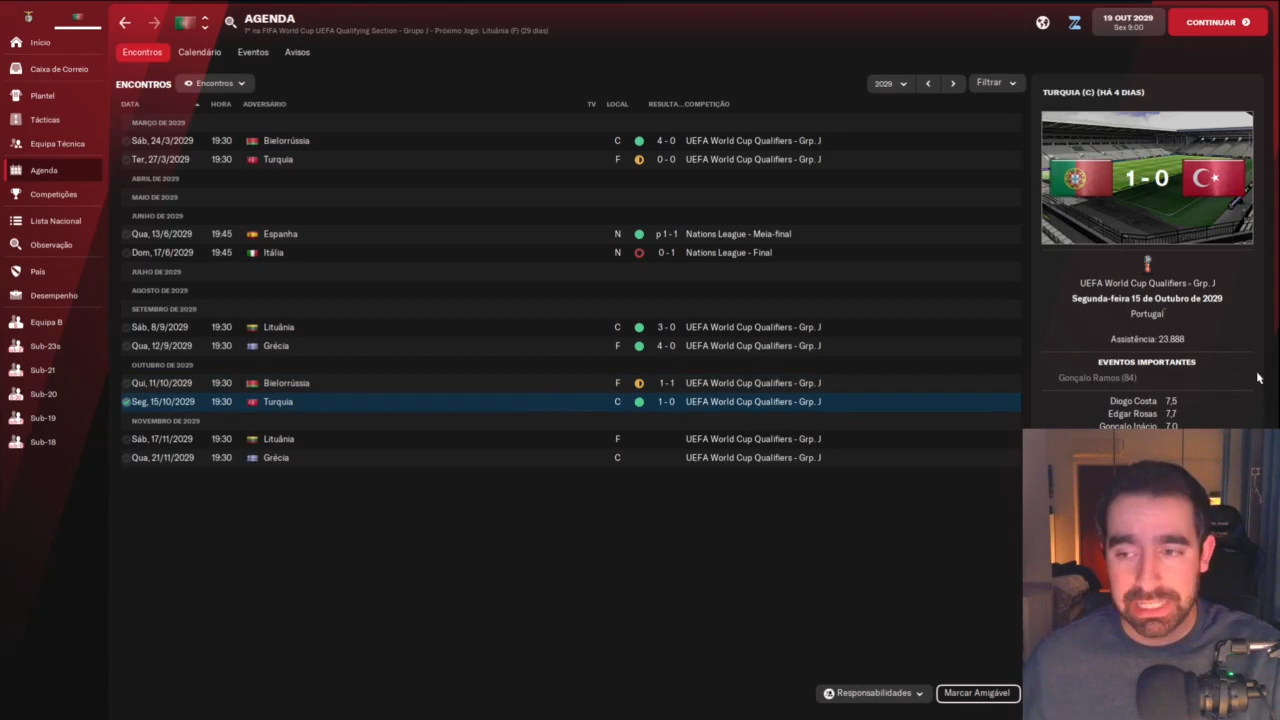 AGENDA
1º na FIFA World Cup UEFA Qualifying Section - Grupo J - Próximo Jogo: Lituânia (F) (29 dias)
19 OUT 2029
Sex 9:00
CONTINUAR
Início
Caixa de Correio
Plantel
Tácticas
Equipa Técnica
Agenda
Competições
Lista Nacional
Observação
País
Desempenho
Equipa B
Sub-23s
Sub-21
Sub-20
Sub-19
Sub-18
Encontros Calendário Eventos Avisos
ENCONTROS Encontros 2029 Filtrar
DATA HORA ADVERSÁRIO TV LOCAL RESULTA... COMPETIÇÃO
MARÇO DE 2029
Sáb, 24/3/2029 19:30 Bielorrússia C 4 - 0 UEFA World Cup Qualifiers - Grp. J
Ter, 27/3/2029 19:30 Turquia F 0 - 0 UEFA World Cup Qualifiers - Grp. J
ABRIL DE 2029
MAIO DE 2029
JUNHO DE 2029
Qua, 13/6/2029 19:45 Espanha N p 1 - 1 Nations League - Meia-final
Dom, 17/6/2029 19:45 Itália N 0 - 1 Nations League - Final
JULHO DE 2029
AGOSTO DE 2029
SETEMBRO DE 2029
Sáb, 8/9/2029 19:30 Lituânia C 3 - 0 UEFA World Cup Qualifiers - Grp. J
Qua, 12/9/2029 19:30 Grécia F 4 - 0 UEFA World Cup Qualifiers - Grp. J
OUTUBRO DE 2029
Qui, 11/10/2029 19:30 Bielorrússia F 1 - 1 UEFA World Cup Qualifiers - Grp. J
Seg, 15/10/2029 19:30 Turquia C 1 - 0 UEFA World Cup Qualifiers - Grp. J
NOVEMBRO DE 2029
Sáb, 17/11/2029 19:30 Lituânia F UEFA World Cup Qualifiers - Grp. J
Qua, 21/11/2029 19:30 Grécia C UEFA World Cup Qualifiers - Grp. J
TURQUIA (C) (HÁ 4 DIAS)
1 - 0
UEFA World Cup Qualifiers - Grp. J
Segunda-feira 15 de Outubro de 2029
Portugal
Assistência: 23.888
EVENTOS IMPORTANTES
Gonçalo Ramos (84)
Diogo Costa 7,5
Edgar Rosas 7,7
Gonçalo Inácio 7,0
Responsabilidades
Marcar Amigável